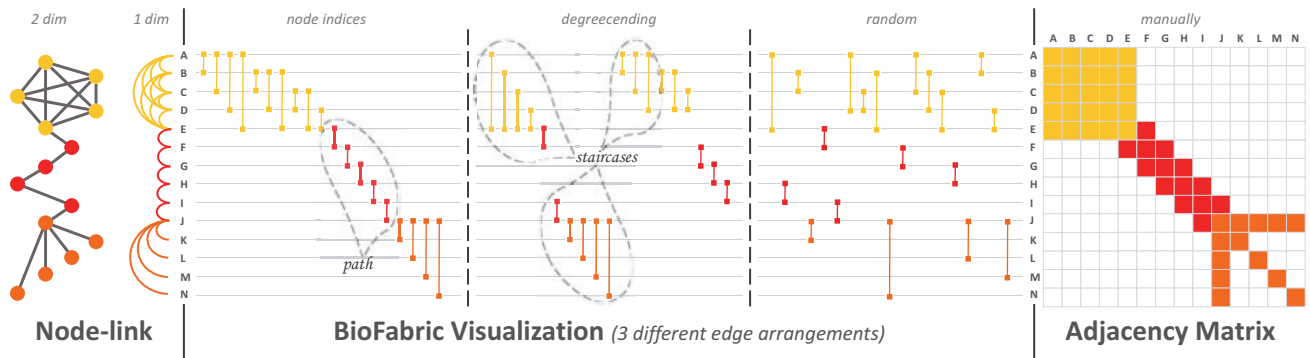 2 dim
1 dim
node indices
degreecending
random
manually
A B C D E F G H I J K L M N
A
B
C
D
E
F
G
H
I
J
K
L
M
N
path
staircases
A
B
C
D
E
F
G
H
I
J
K
L
M
N
Node-link
BioFabric Visualization (3 different edge arrangements)
Adjacency Matrix